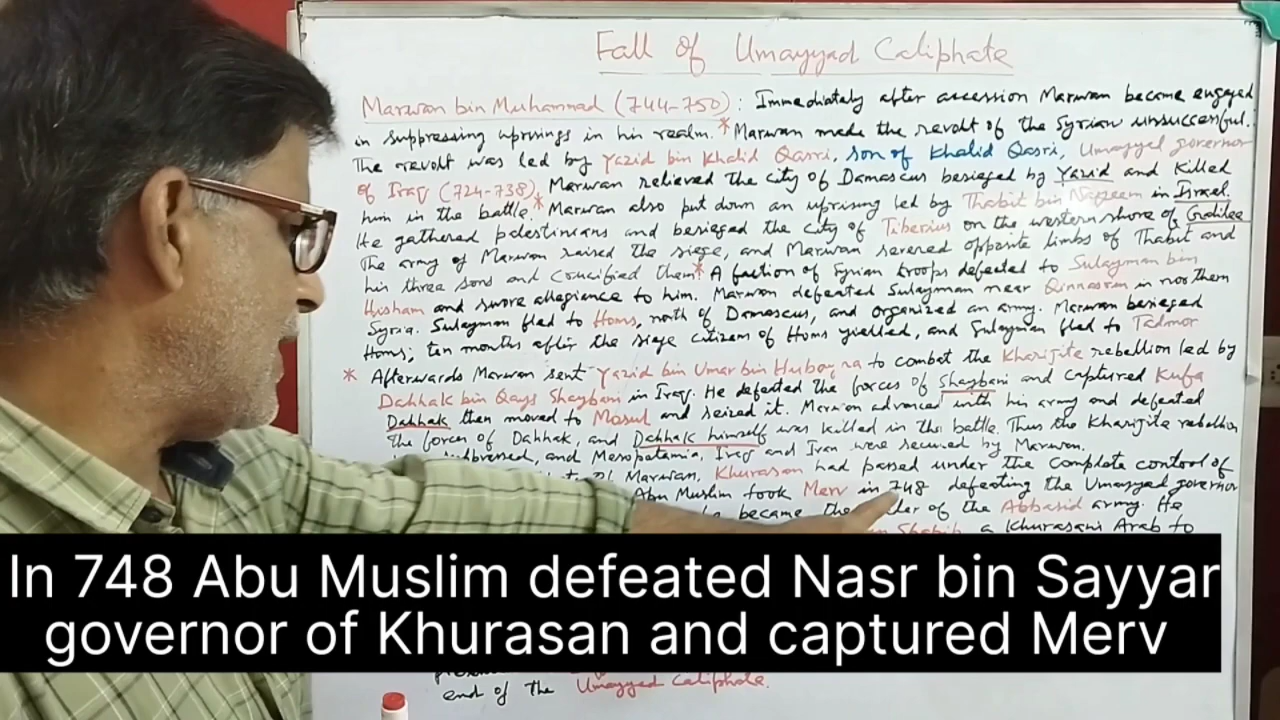 Fall of Umayyad Caliphate
Marwan bin Muhammad (744-750): Immediately after accession Marwan became engaged
in suppressing uprisings in his realm. * Marwan made the revolt of the Syrian unsuccessful.
The revolt was led by Yazid bin Khalid Qasri, son of Khalid Qasri, Umayyad governor
of Iraq (724-738). Marwan relieved the city of Damascus besieged by Yazid and killed
him in the battle. * Marwan also put down an uprising led by Thabit bin in Israel.
He gathered palestinians and besieged the city of Tiberius on the western shore of Galilee
The army of Marwan raised the siege, and Marwan severed opposite limbs of Thabit and
his three sons and crucified them * A faction of Syrian troops defected to Sulayman bin
Hisham and swore allegiance to him. Marwan defeated Sulayman near Qinnasrin in northern
Syria. Sulayman fled to Homs, north of Damascus, and organized an army. Marwan besieged
Homs; ten months after the siege citizen of Homs yielded, and Sulayman fled to Tadmor
* Afterwards Marwan sent Yazid bin Umar bin to combat the Kharijite rebellion led by
Dahhak bin Qays Shaybani in Iraq. He defeated the forces of Shaybani and captured Kufa
Dahhak then moved to Mosul and seized it. Marwan advanced with his army and defeated
the forces of Dahhak, and Dahhak himself was killed in the battle. Thus the Kharijite rebellion
and Mesopotamia, Iraq and Iran were secured by Marwan.
Marwan, Khurasan had passed under the complete control of
Abu Muslim took Merv in 748 defeating the Umayyad governor
became the of the Abbasid army. He
a Khurasani Arab to
In 748 Abu Muslim defeated Nasr bin Sayyar
governor of Khurasan and captured Merv
end of the Umayyad Caliphate.